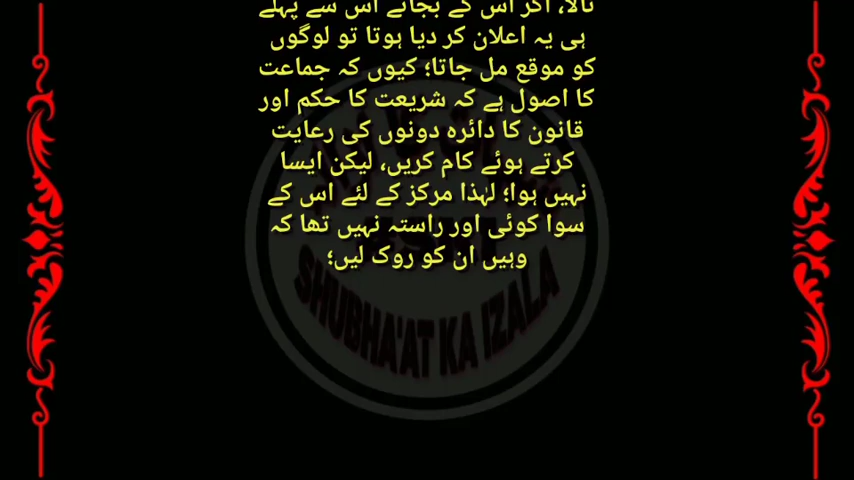 ڈالا، اگر اس کے بجائے اس سے پہلے
ہی یہ اعلان کر دیا ہوتا تو لوگوں
کو موقع مل جاتا؛ کیوں کہ جماعت
کا اصول ہے کہ شریعت کا حکم اور
قانون کا دائرہ دونوں کی رعایت
کرتے ہوئے کام کریں، لیکن ایسا
نہیں ہوا؛ لہٰذا مرکز کے لئے اس کے
سوا کوئی اور راستہ نہیں تھا کہ
وہیں ان کو روک لیں؛
SHUBHA'AT KA IZALA